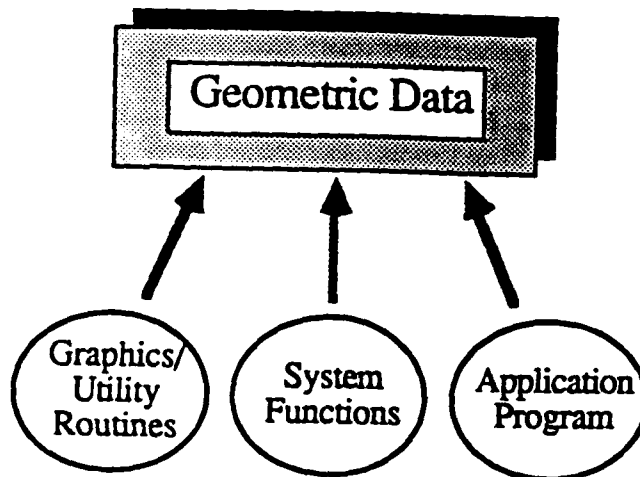 Geometric Data
Graphics/
Utility
Routines
System
Functions
Application
Program